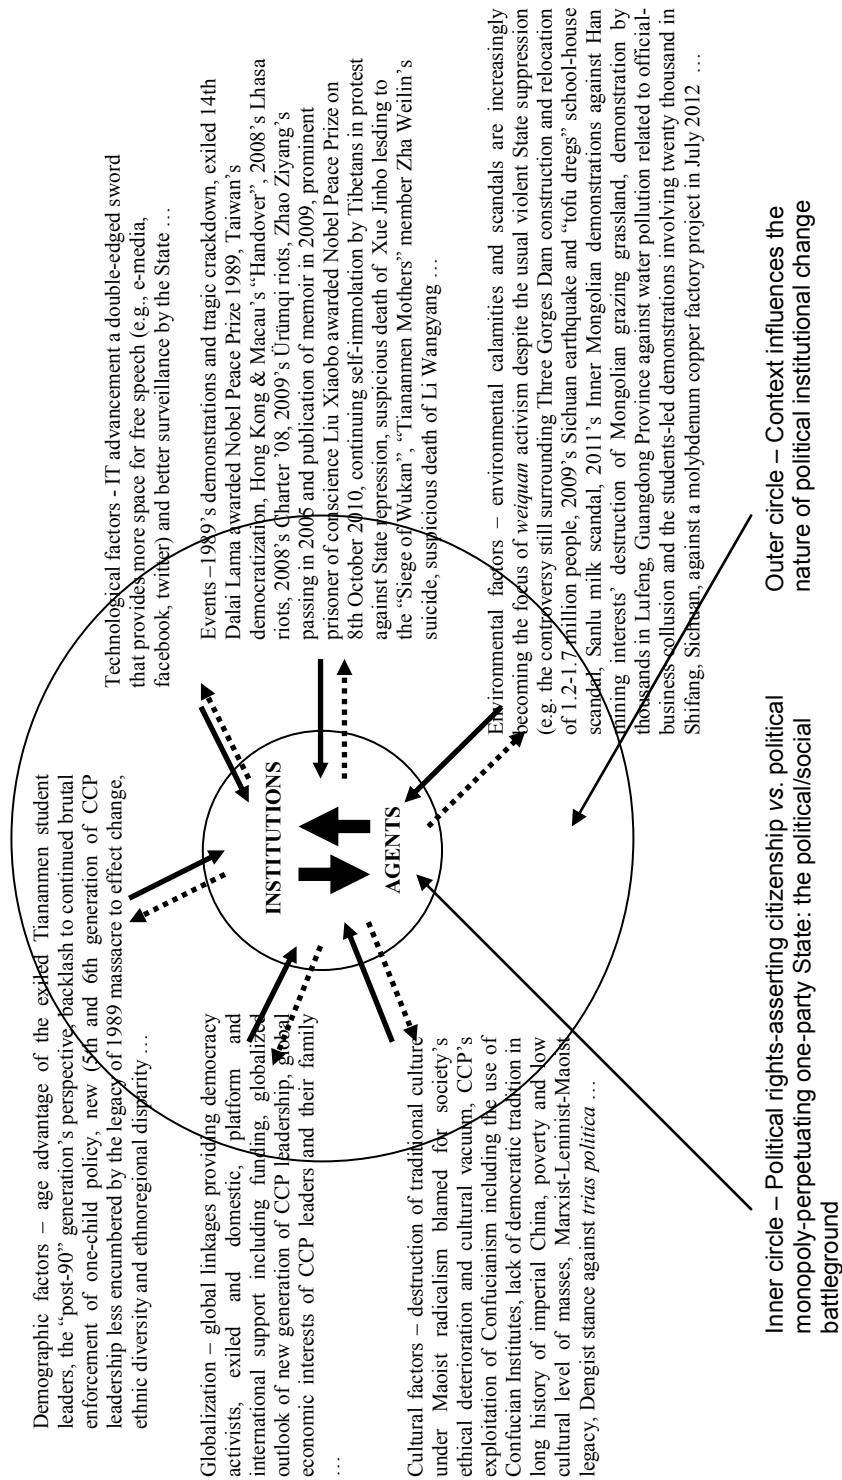 Demographic factors – age advantage of the exiled Tiananmen student
leaders, the “post-90” generation’s perspective, backlash to continued brutal
enforcement of one-child policy, new (5th and 6th generation of CCP
leadership less encumbered by the legacy of 1989 massacre to effect change,
ethnic diversity and ethnoregional disparity …
Technological factors - IT advancement a double-edged sword
that provides more space for free speech (e.g., e-media,
facebook, twitter) and better surveillance by the State …
Globalization – global linkages providing democracy
activists, exiled and domestic, platform and
international support including funding, globalized
outlook of new generation of CCP leadership, global
economic interests of CCP leaders and their family
…
Events –1989’s demonstrations and tragic crackdown, exiled 14th
Dalai Lama awarded Nobel Peace Prize 1989, Taiwan’s
democratization, Hong Kong & Macau’s “Handover”, 2008’s Lhasa
riots, 2008’s Charter ’08, 2009’s Ürümqi riots, Zhao Ziyang’s
passing in 2005 and publication of memoir in 2009, prominent
prisoner of conscience Liu Xiaobo awarded Nobel Peace Prize on
8th October 2010, continuing self-immolation by Tibetans in protest
against State repression, suspicious death of Xue Jinbo lesding to
the “Siege of Wukan”, “Tiananmen Mothers” member Zha Weilin’s
suicide, suspicious death of Li Wangyang …
INSTITUTIONS
AGENTS
Cultural factors – destruction of traditional culture
under Maoist radicalism blamed for society’s
ethical deterioration and cultural vacuum, CCP’s
exploitation of Confucianism including the use of
Confucian Institutes, lack of democratic tradition in
long history of imperial China, poverty and low
cultural level of masses, Marxist-Leninist-Maoist
legacy, Dengist stance against trias politica …
Environmental factors – environmental calamities and scandals are increasingly
becoming the focus of weiquan activism despite the usual violent State suppression
(e.g. the controversy still surrounding Three Gorges Dam construction and relocation
of 1.2-1.7 million people, 2009’s Sichuan earthquake and “tofu dregs” school-house
scandal, Sanlu milk scandal, 2011’s Inner Mongolian demonstrations against Han
mining interests’ destruction of Mongolian grazing grassland, demonstration by
thousands in Lufeng, Guangdong Province against water pollution related to official-
business collusion and the students-led demonstrations involving twenty thousand in
Shifang, Sichuan, against a molybdenum copper factory project in July 2012 …
Inner circle – Political rights-asserting citizenship vs. political
monopoly-perpetuating one-party State: the political/social
battleground
Outer circle – Context influences the
nature of political institutional change